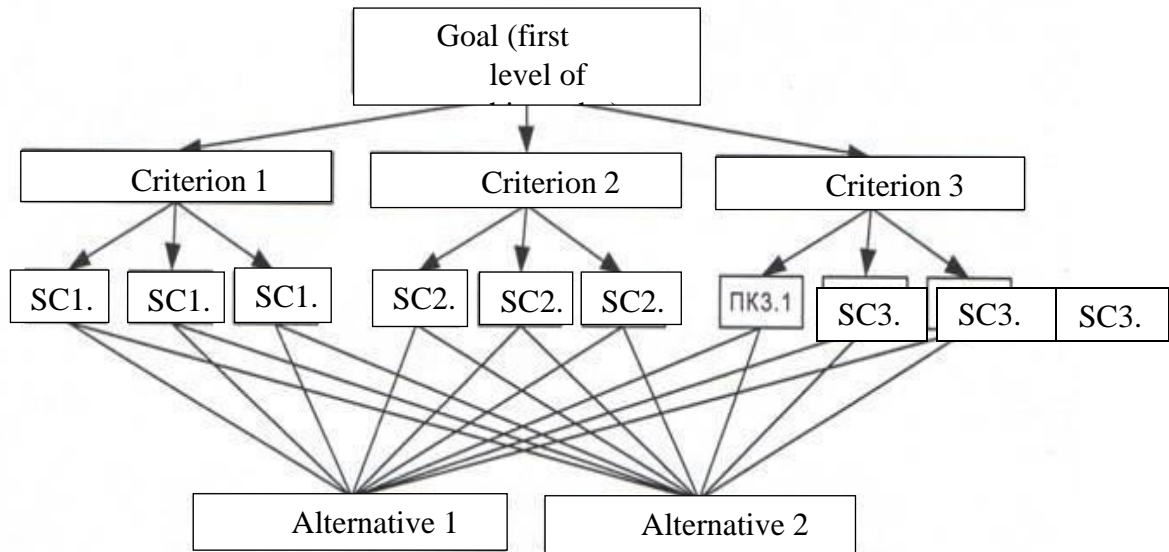 Goal (first
level of
Criterion 1
Criterion 2
Criterion 3
SC1.
SC1.
SC1.
SC2.
SC2.
SC2.
ПК3.1
SC3.
SC3.
SC3.
Alternative 1
Alternative 2